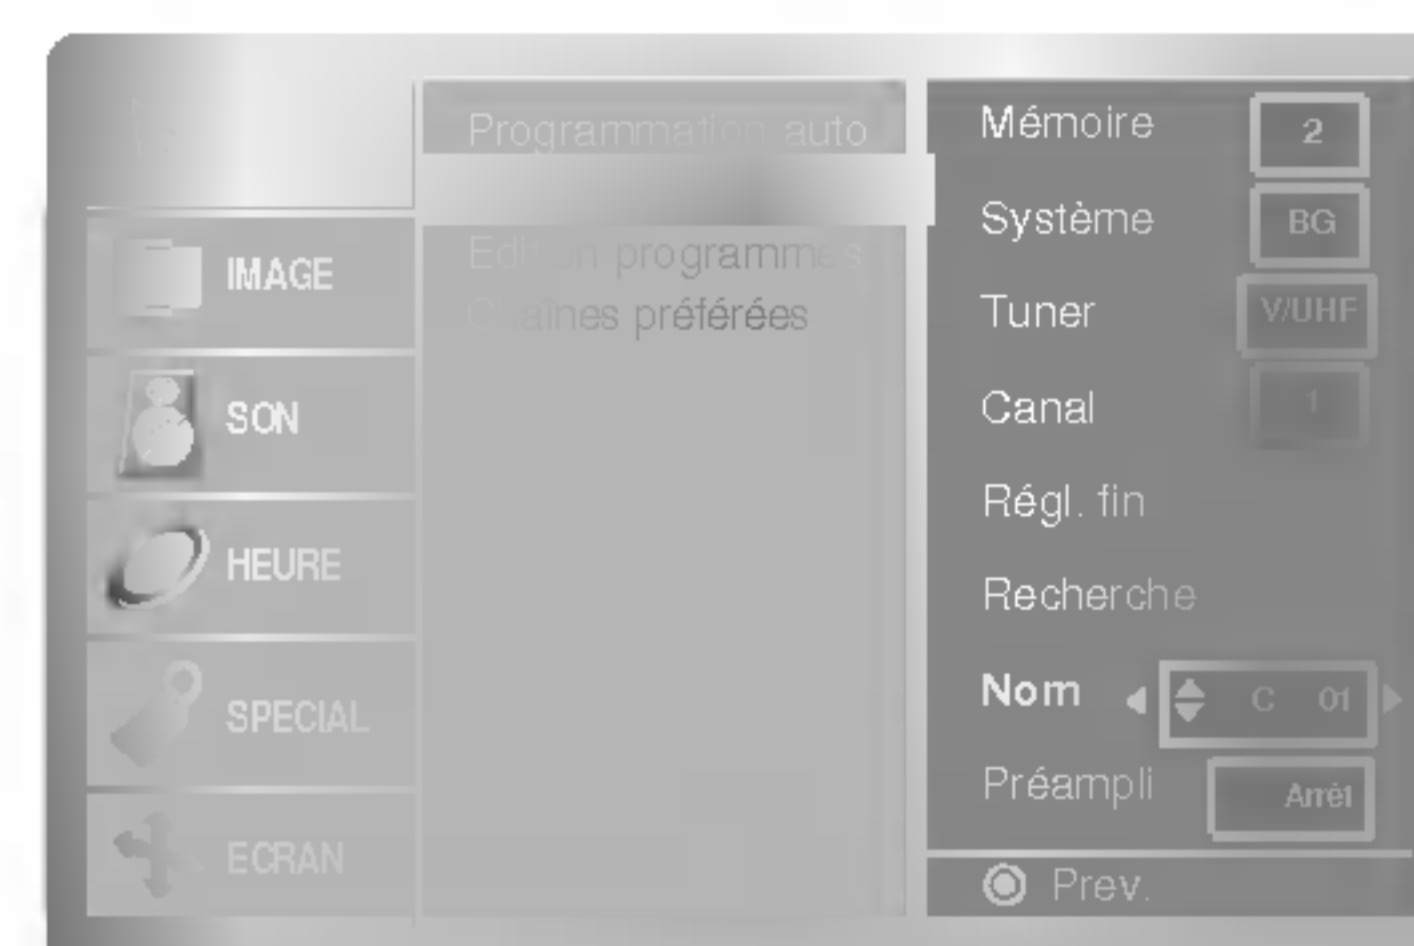 IMAGE
SON
HEURE
SPECIAL
ECRAN
Programmation auto
Edition programmes
Chaînes préférées
Mémoire 2
Système BG
Tuner V/UHF
Canal 1
Régl. fin
Recherche
Nom C 01
Préampli Arrêt
Prev.